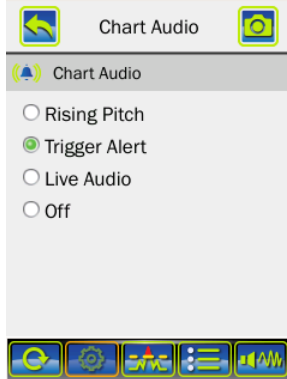 Chart Audio
Chart Audio
Rising Pitch
Trigger Alert
Live Audio
Off